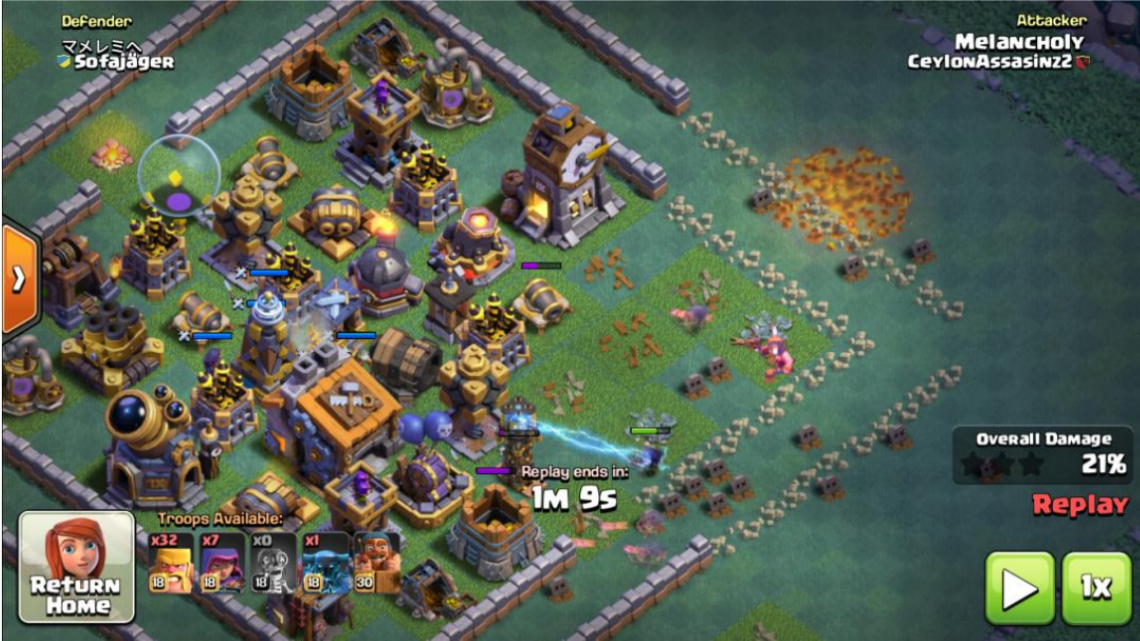 Defender
マメレミヘ
Sofajäger
Attacker
Melancholy
CeylonAssasinz2
Replay ends in:
1m 9s
Overall Damage
21%
Replay
Troops Available:
x32
x7
x0
x1
18
18
18
18
30
Return
Home
1x